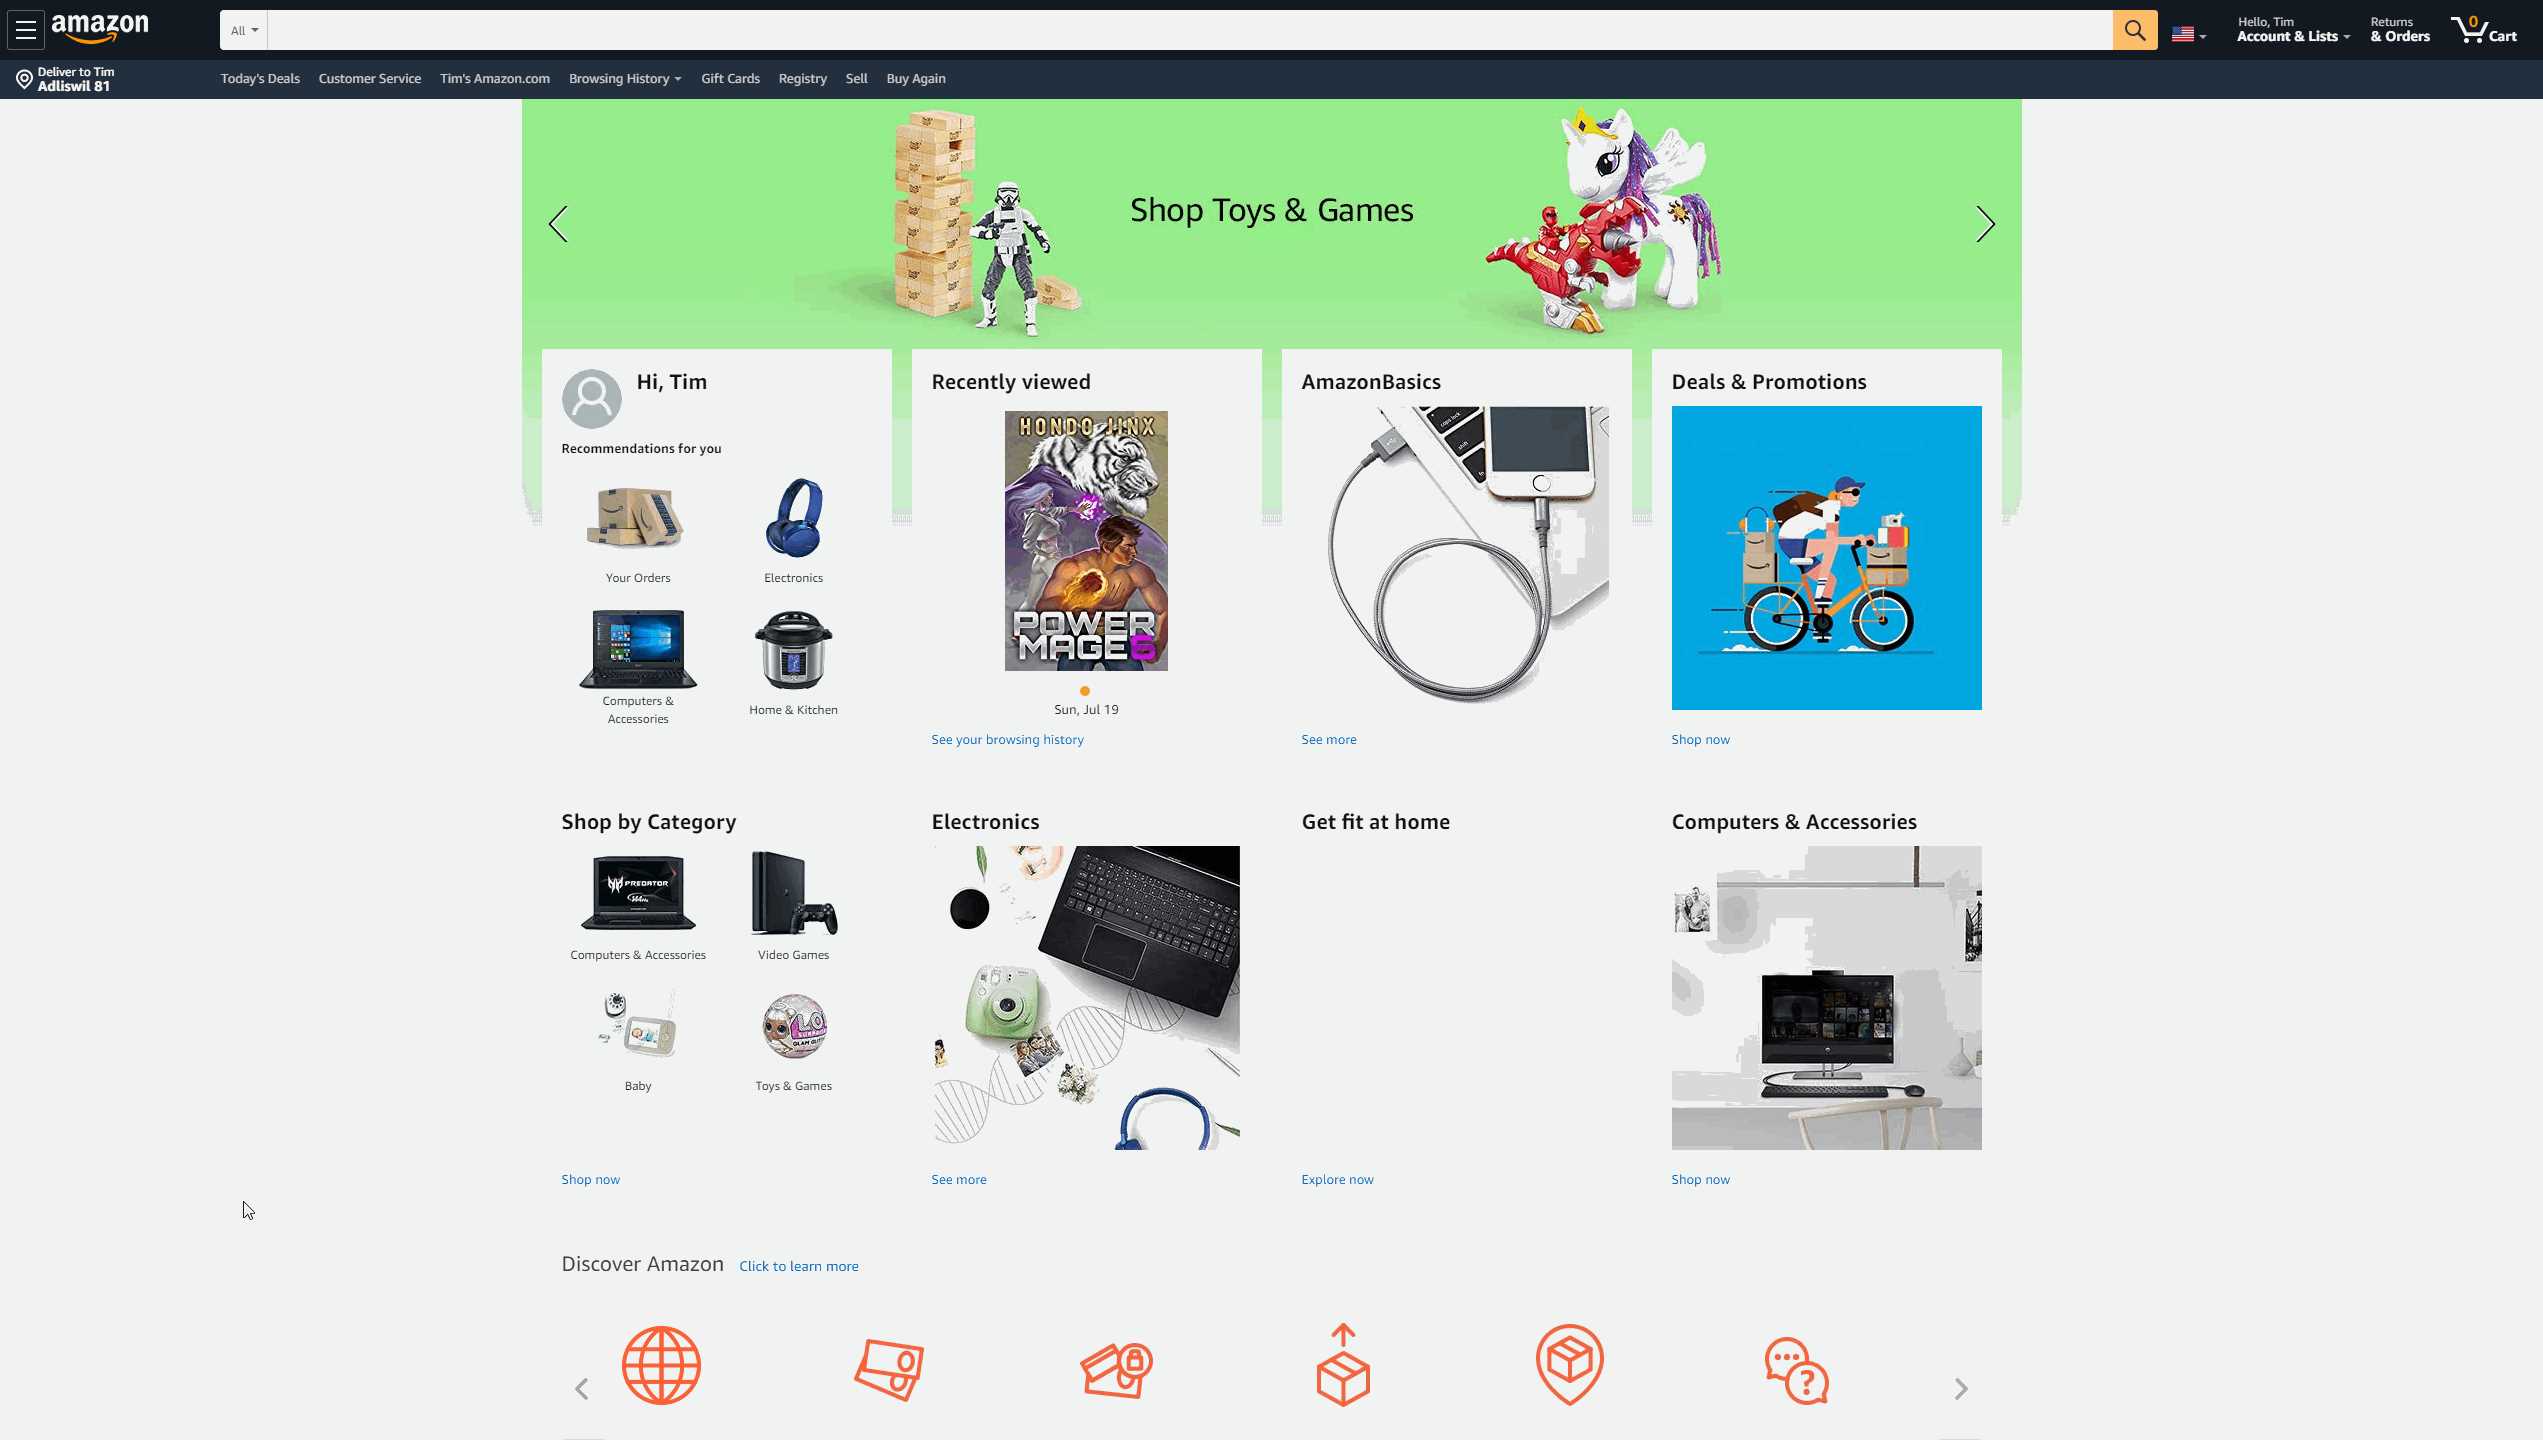 amazon
All
Hello, Tim
Account & Lists
Returns
& Orders
0
Cart
Deliver to Tim
Adliswil 81
Today's Deals
Customer Service
Tim's Amazon.com
Browsing History
Gift Cards
Registry
Sell
Buy Again
Shop Toys & Games
Hi, Tim
Recommendations for you
Your Orders
Electronics
Computers &
Accessories
Home & Kitchen
Recently viewed
HONDO JINX
POWER
MAGE 6
Sun, Jul 19
See your browsing history
AmazonBasics
caps lock
shift
fn
See more
Deals & Promotions
Shop now
Shop by Category
PREDATOR
Computers & Accessories
Video Games
Baby
Toys & Games
Shop now
Electronics
See more
Get fit at home
Explore now
Computers & Accessories
Shop now
Discover Amazon
Click to learn more